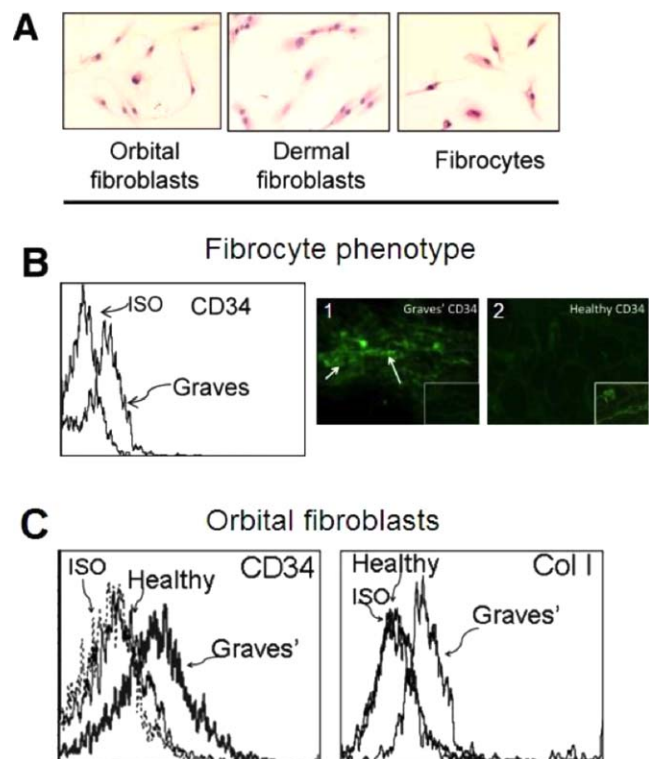 A
Orbital
fibroblasts
Dermal
fibroblasts
Fibrocytes
B
Fibrocyte phenotype
ISO
CD34
Graves
1
Graves' CD34
2
Healthy CD34
C
Orbital fibroblasts
ISO
Healthy
CD34
Graves'
Healthy
ISO
Col I
Graves'